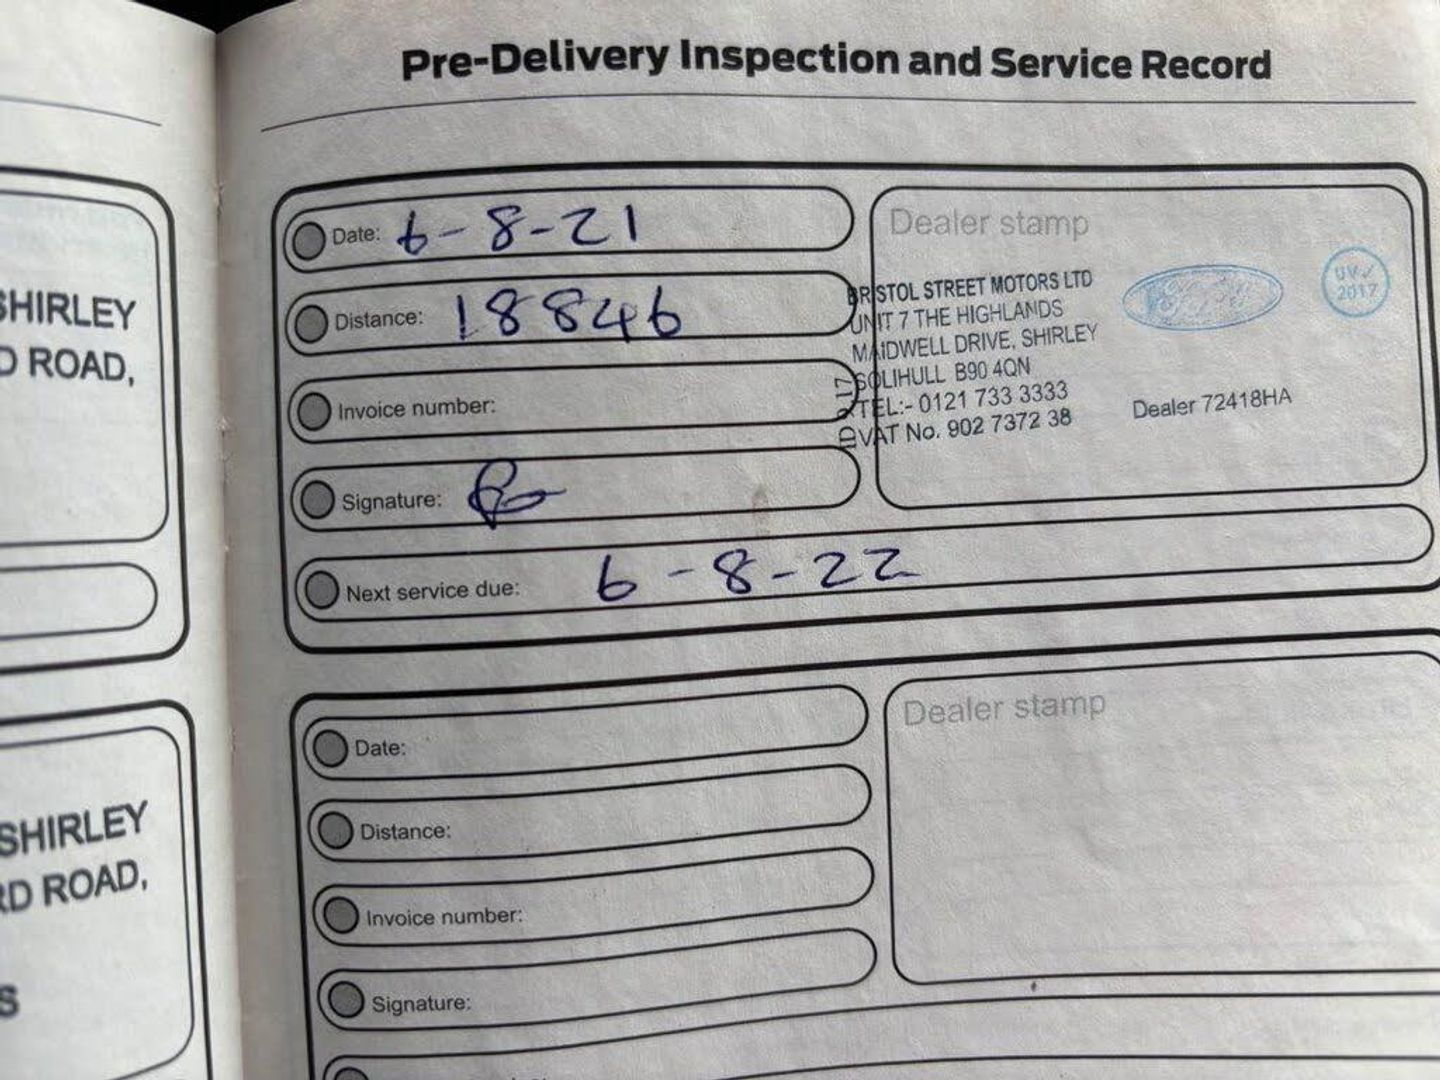 SHIRLEY
D ROAD,
SHIRLEY
RD ROAD,
S
Pre-Delivery Inspection and Service Record
Date: 6-8-21
Distance: 18846
Invoice number:
Signature:
Next service due: 6-8-22
Dealer stamp
BRISTOL STREET MOTORS LTD
UNIT 7 THE HIGHLANDS
MAIDWELL DRIVE, SHIRLEY
SOLIHULL B90 4QN
TEL:- 0121 733 3333
VAT No. 902 7372 38
Dealer 72418HA
2017
Date:
Distance:
Invoice number:
Signature:
Dealer stamp